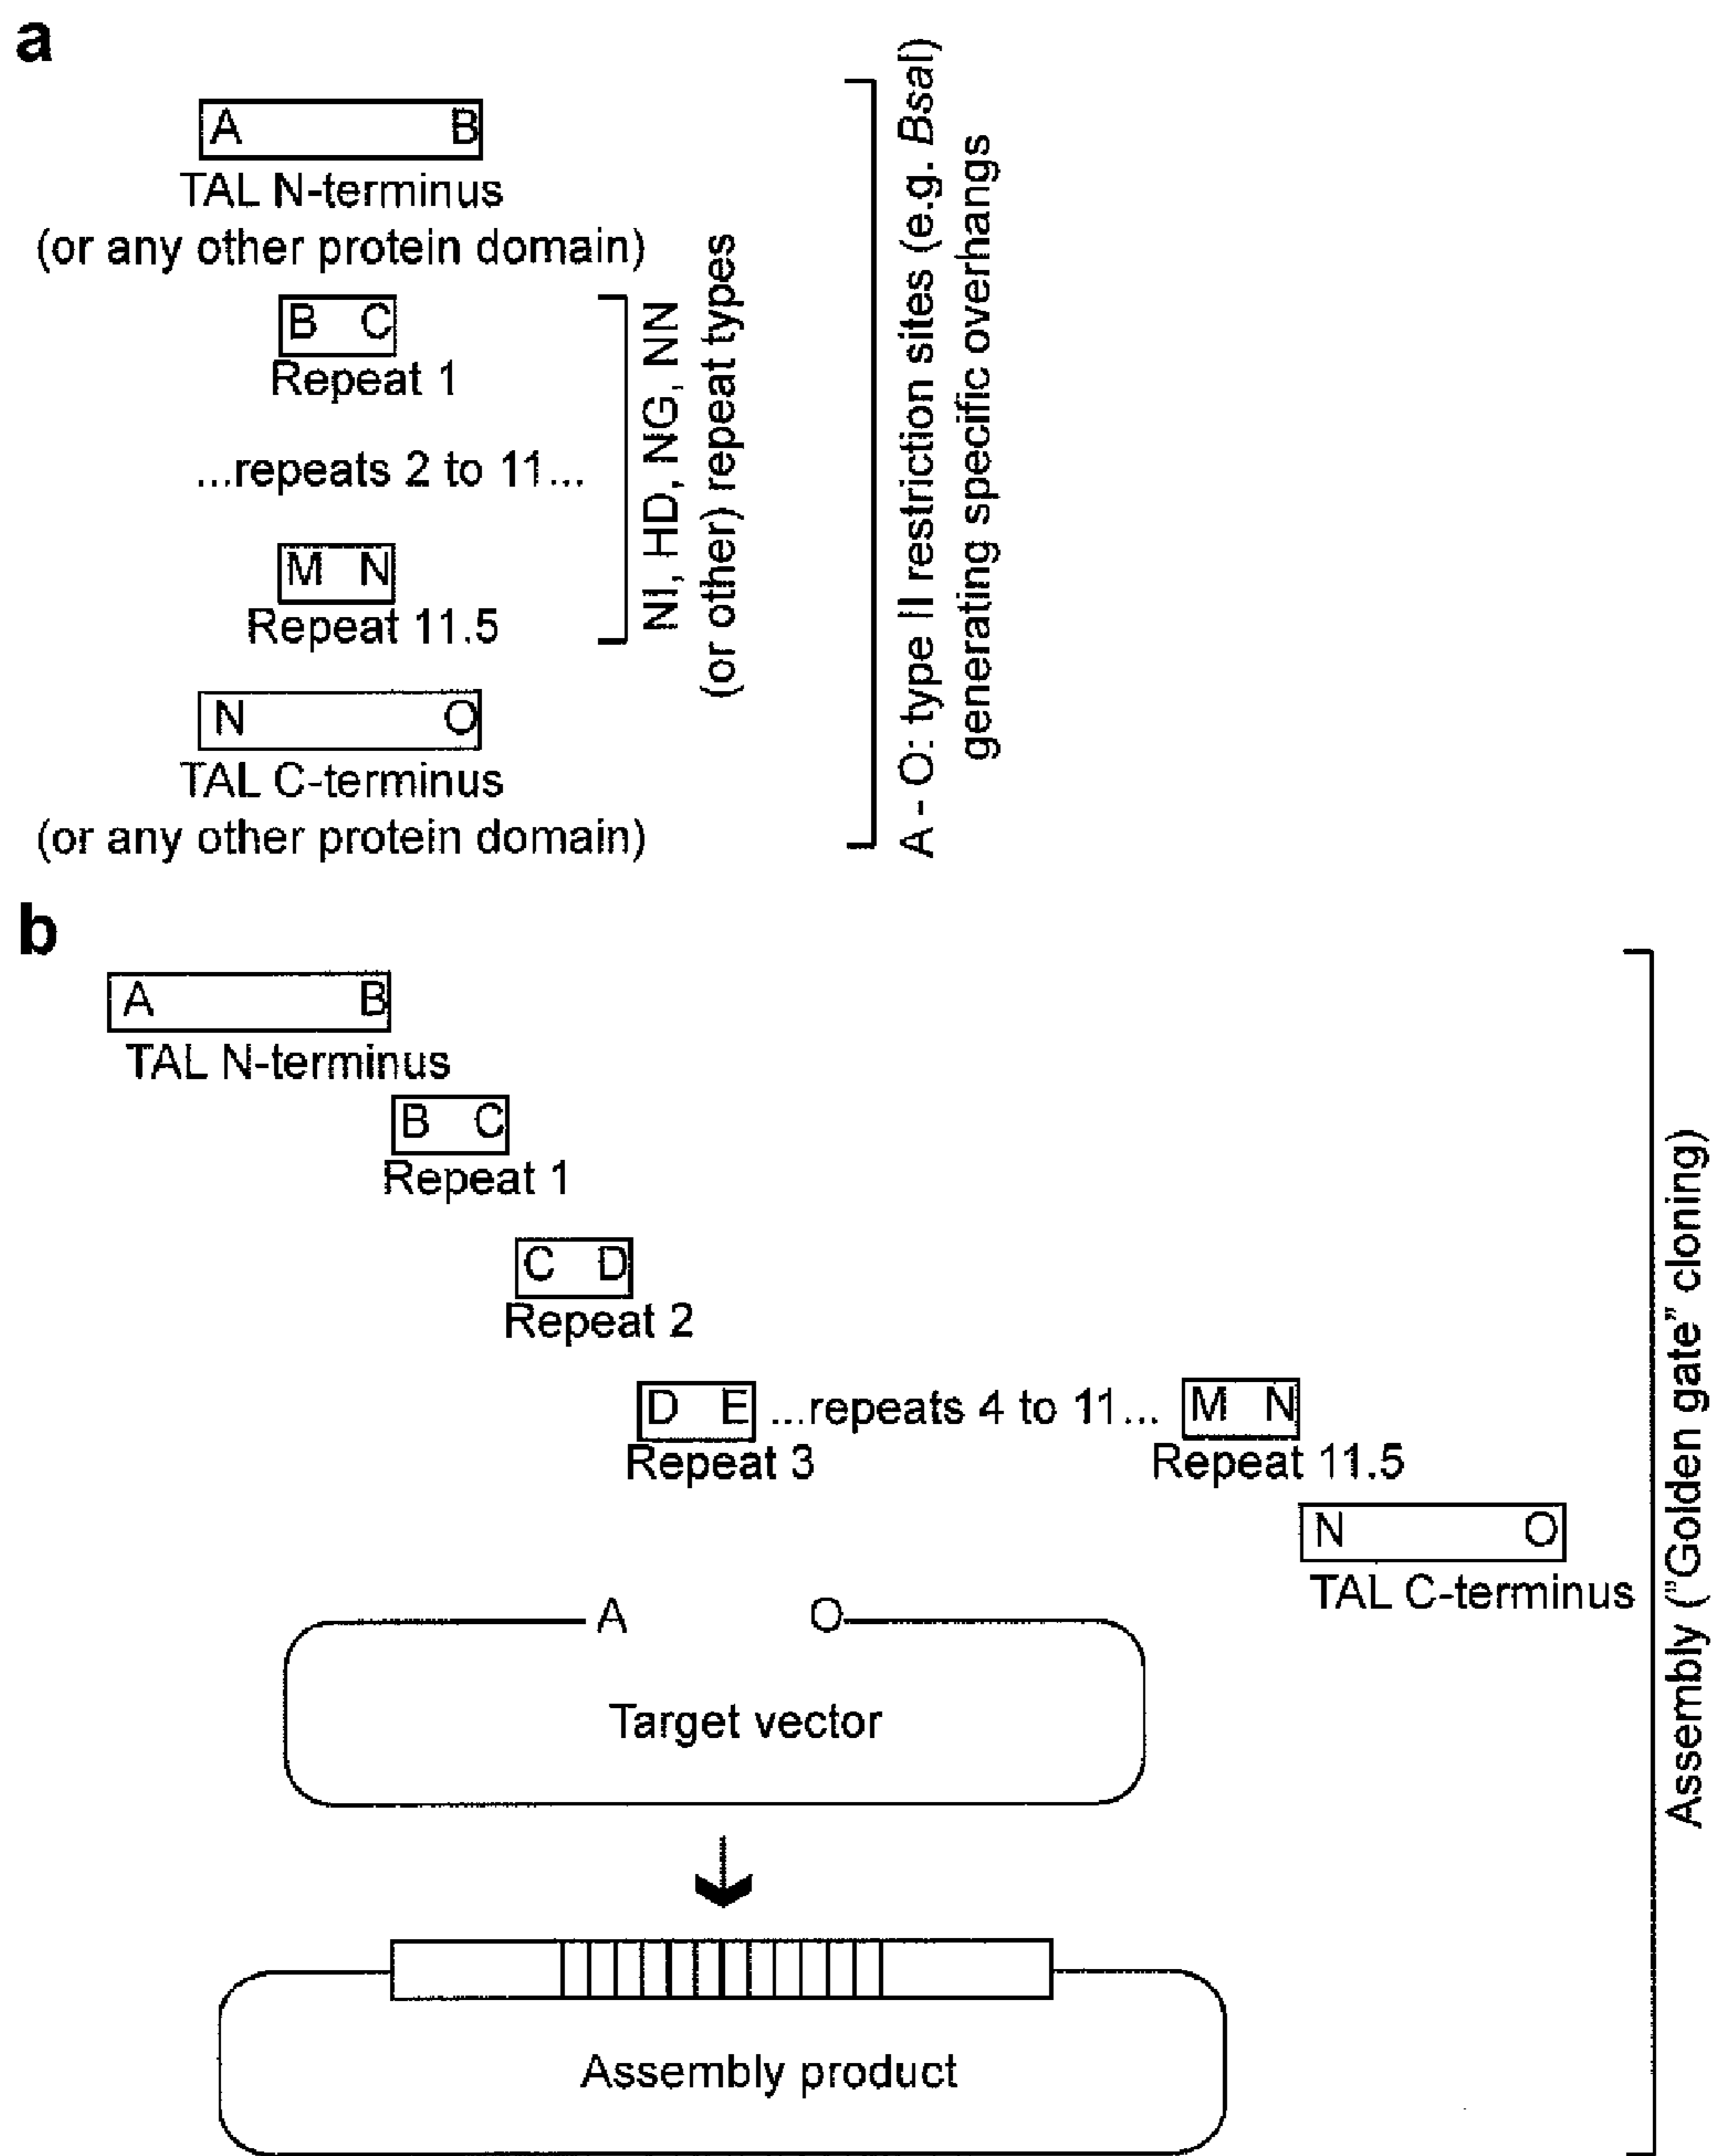 a
A B
TAL N-terminus
(or any other protein domain)
B C
Repeat 1
...repeats 2 to 11...
M N
Repeat 11.5
N O
TAL C-terminus
(or any other protein domain)
NI, HD, NG, NN
(or other) repeat types
A - O: type II restriction sites (e.g. BsaI)
generating specific overhangs
b
A B
TAL N-terminus
B C
Repeat 1
C D
Repeat 2
D E ...repeats 4 to 11... M N
Repeat 3 Repeat 11.5
N O
TAL C-terminus
A O
Target vector
Assembly product
Assembly ("Golden gate" cloning)